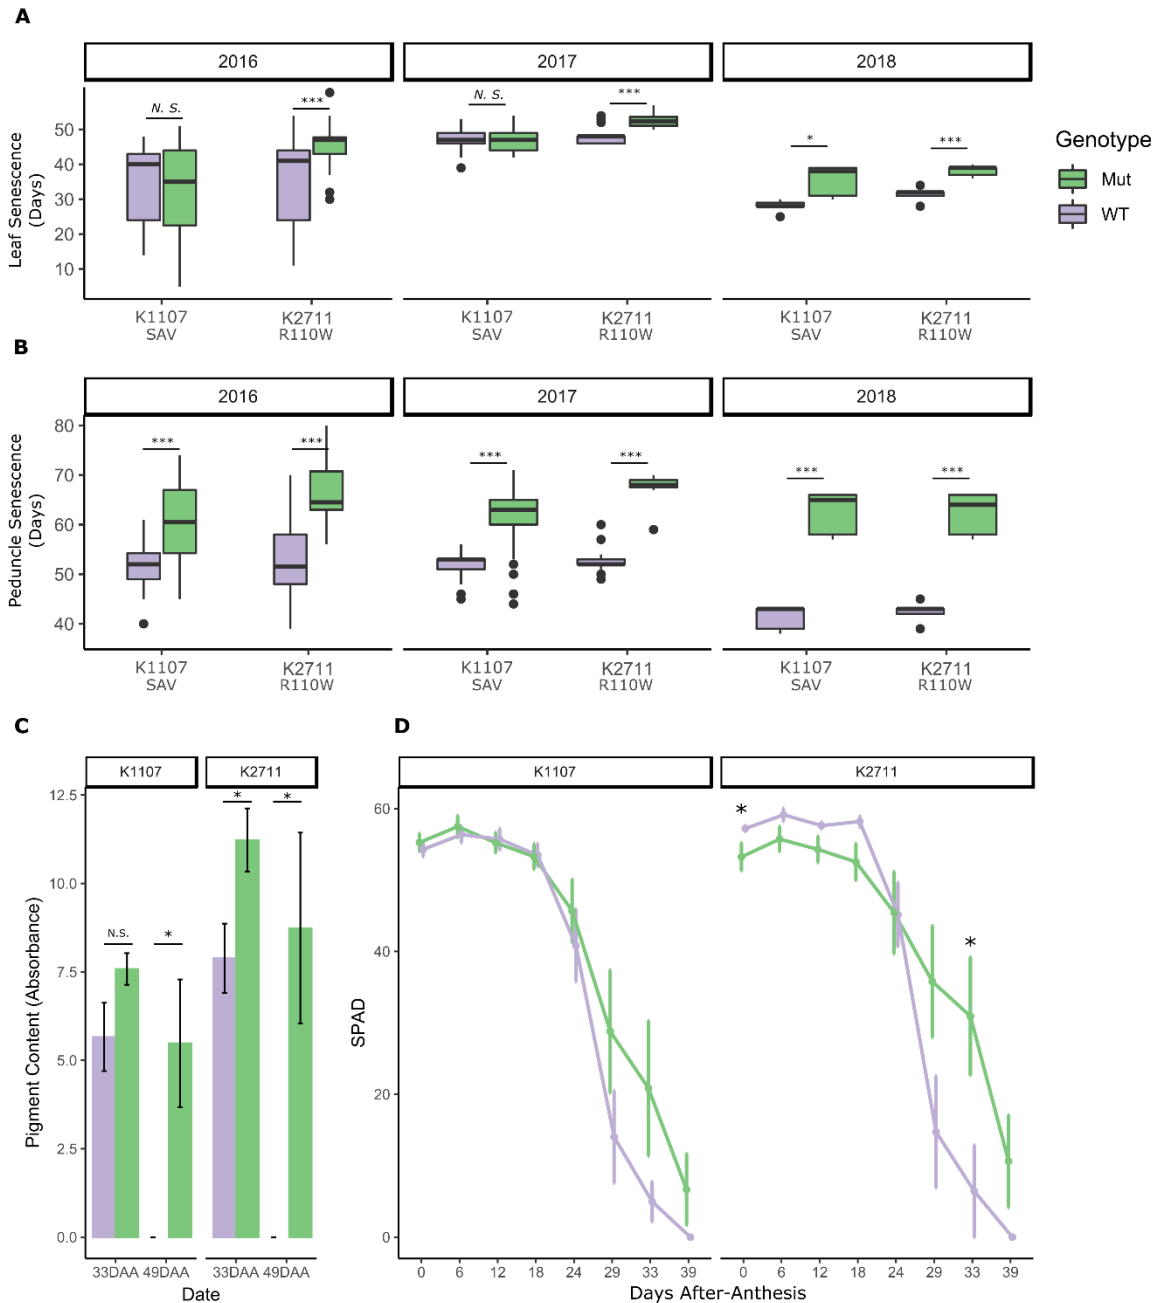 A
2016
2017
2018
N. S.
***
N. S.
***
*
***
Leaf Senescence
(Days)
50
40
30
20
10
K1107
SAV
K2711
R110W
K1107
SAV
K2711
R110W
K1107
SAV
K2711
R110W
Genotype
Mut
WT
B
2016
2017
2018
***
***
***
***
***
***
Peduncle Senescence
(Days)
80
70
60
50
40
K1107
SAV
K2711
R110W
K1107
SAV
K2711
R110W
K1107
SAV
K2711
R110W
C
K1107
K2711
N.S.
*
*
*
Pigment Content (Absorbance)
12.5
10.0
7.5
5.0
2.5
0.0
33DAA 49DAA
33DAA 49DAA
Date
D
K1107
K2711
*
*
SPAD
60
40
20
0
0 6 12 18 24 29 33 39
0 6 12 18 24 29 33 39
Days After-Anthesis